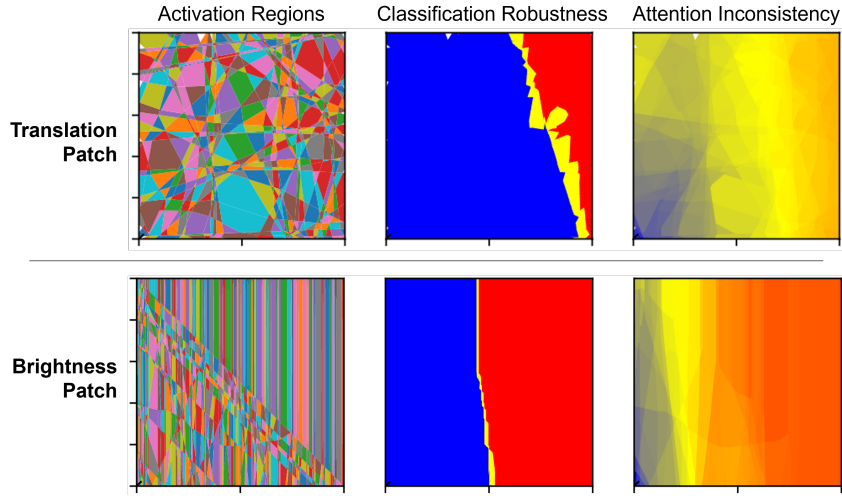 Activation Regions
Classification Robustness
Attention Inconsistency
Translation
Patch
Brightness
Patch